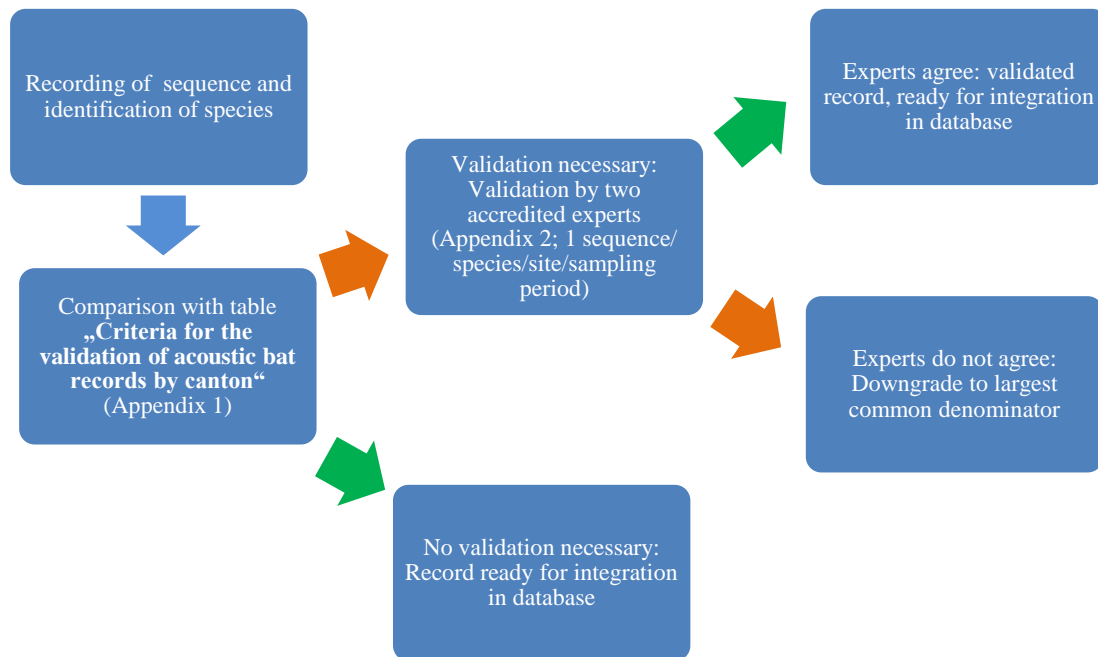 Recording of sequence and
identification of species
Comparison with table
„Criteria for the
validation of acoustic bat
records by canton“
(Appendix 1)
Validation necessary:
Validation by two
accredited experts
(Appendix 2; 1 sequence/
species/site/sampling
period)
No validation necessary:
Record ready for integration
in database
Experts agree: validated
record, ready for integration
in database
Experts do not agree:
Downgrade to largest
common denominator